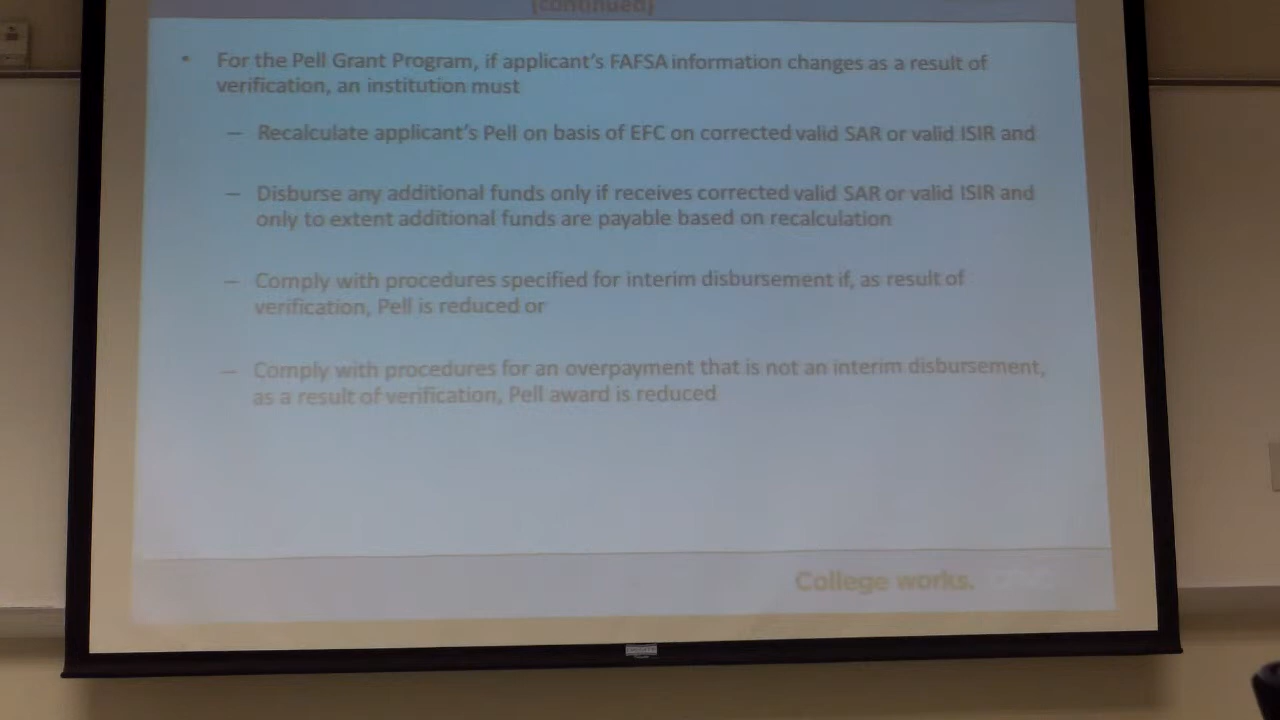 (continued)
• For the Pell Grant Program, if applicant's FAFSA information changes as a result of
verification, an institution must
– Recalculate applicant's Pell on basis of EFC on corrected valid SAR or valid ISIR and
– Disburse any additional funds only if receives corrected valid SAR or valid ISIR and
only to extent additional funds are payable based on recalculation
– Comply with procedures specified for interim disbursement if, as result of
verification, Pell is reduced or
– Comply with procedures for an overpayment that is not an interim disbursement,
as a result of verification, Pell award is reduced
College works.